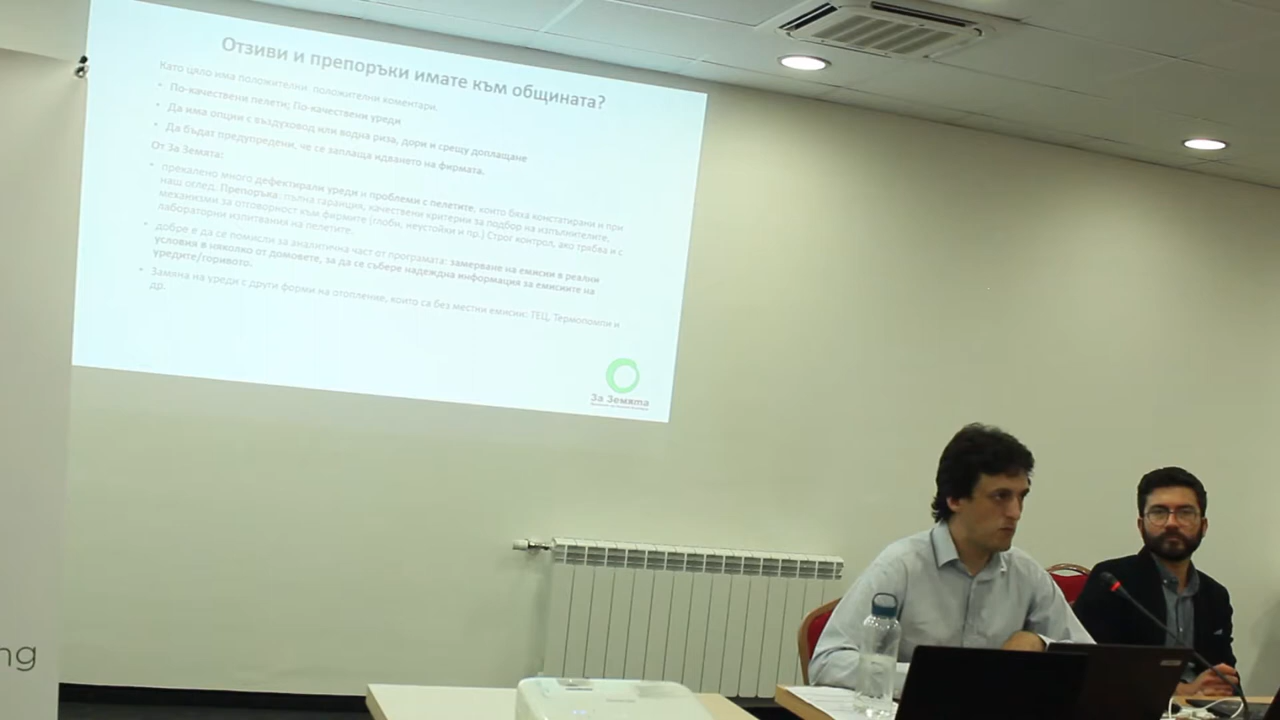 Отзиви и препоръки имате към общината?
Като цяло има положителни положителни коментари.
• По-качествени пелети; По-качествени уреди
• Да има опции с въздуховод или водна риза, дори и срещу доплащане
• Да бъдат предупредени, че се заплаща идването на фирмата.
От За Земята:
• прекалено много дефектирали уреди и проблеми с пелетите, които бяха констатирани и при
наш оглед. Препоръка: пълна гаранция, качествени критерии за подбор на изпълнителите,
механизми за отговорност към фирмите (глоби, неустойки и пр.) Строг контрол, ако трябва и с
лабораторни изпитвания на пелетите.
• добре е да се помисли за аналитична част от програмата: замерване на емисии в реални
условия в няколко от домовете, за да се събере надеждна информация за емисиите на
уредите/горивото.
• Замяна на уреди с други форми на отопление, които са без местни емисии: ТЕЦ, Термопомпи и
др.
За Земята
ng